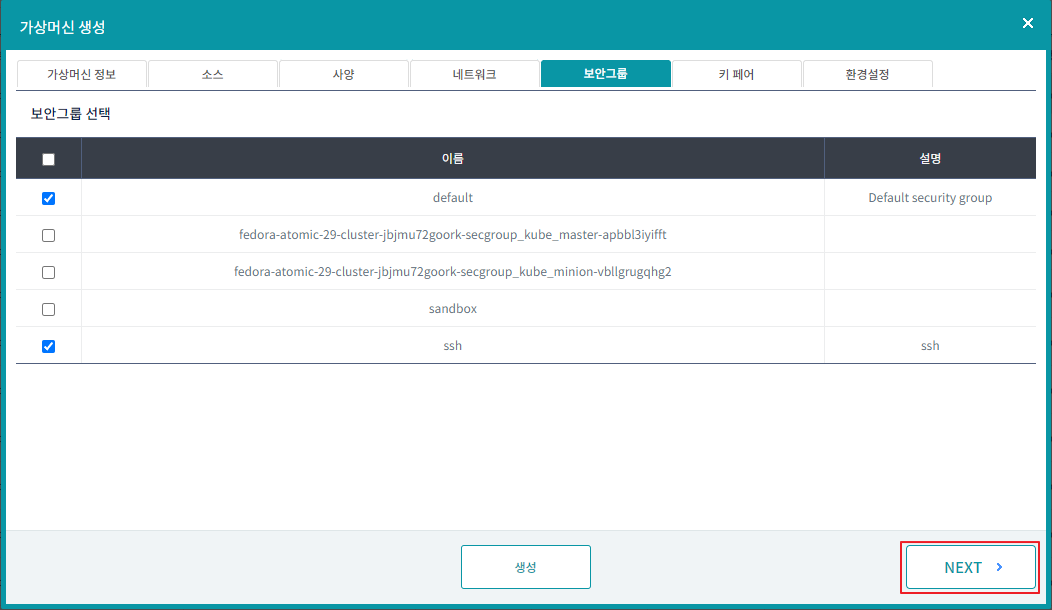 가상머신 생성
가상머신 정보 소스 사양 네트워크 보안그룹 키 페어 환경설정
보안그룹 선택
이름 설명
default Default security group
fedora-atomic-29-cluster-jbjmu72goork-secgroup_kube_master-apbbl3iyifft
fedora-atomic-29-cluster-jbjmu72goork-secgroup_kube_minion-vbllgrugqhg2
sandbox
ssh ssh
생성 NEXT